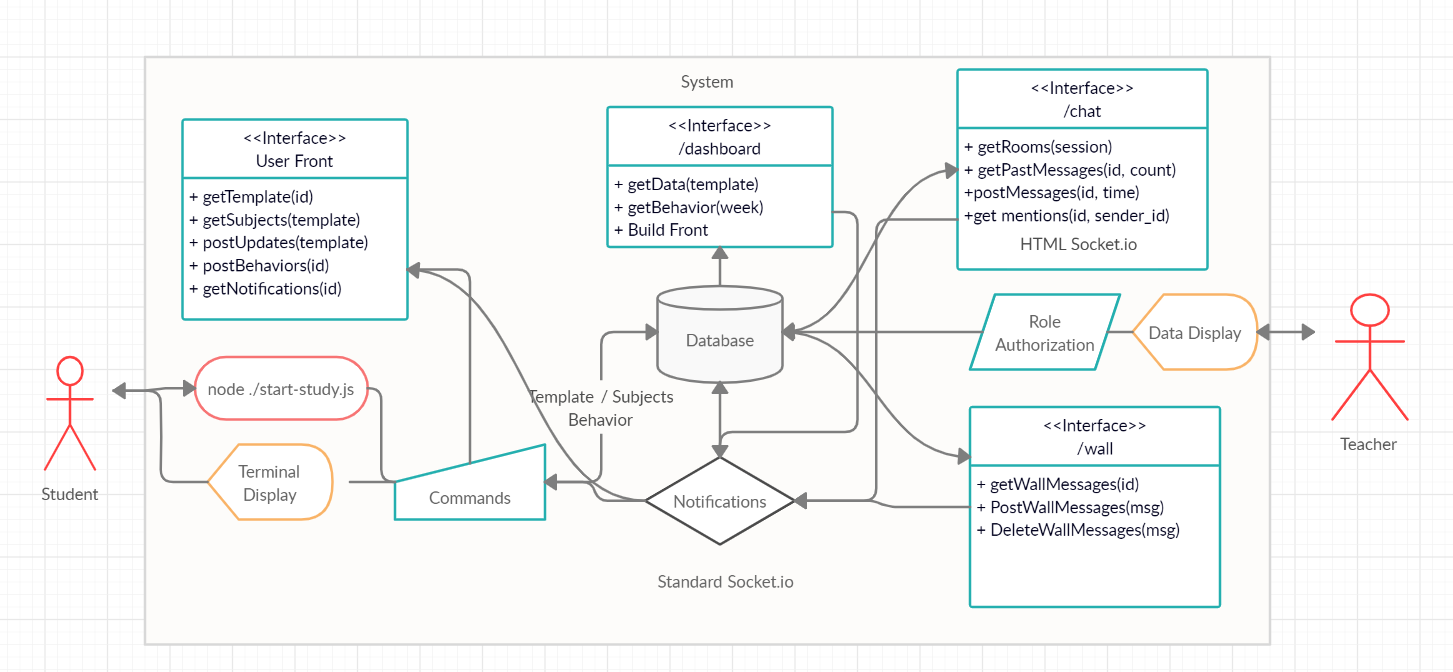 System
<<Interface>>
User Front
+ getTemplate(id)
+ getSubjects(template)
+ postUpdates(template)
+ postBehaviors(id)
+ getNotifications(id)
<<Interface>>
/dashboard
+ getData(template)
+ getBehavior(week)
+ Build Front
<<Interface>>
/chat
+ getRooms(session)
+ getPastMessages(id, count)
+postMessages(id, time)
+get mentions(id, sender_id)
HTML Socket.io
Database
Role
Authorization
Data Display
Teacher
Student
node ./start-study.js
Terminal
Display
Template / Subjects
Behavior
Commands
Notifications
Standard Socket.io
<<Interface>>
/wall
+ getWallMessages(id)
+ PostWallMessages(msg)
+ DeleteWallMessages(msg)